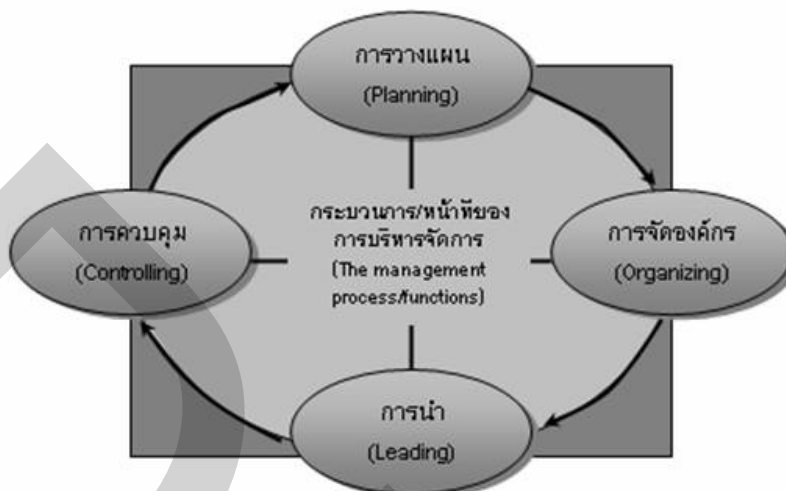 การวางแผน
(Planning)
กระบวนการ/หน้าที่ของ
การบริหารจัดการ
(The management
process/functions)
การควบคุม
(Controlling)
การจัดองค์กร
(Organizing)
การนำ
(Leading)